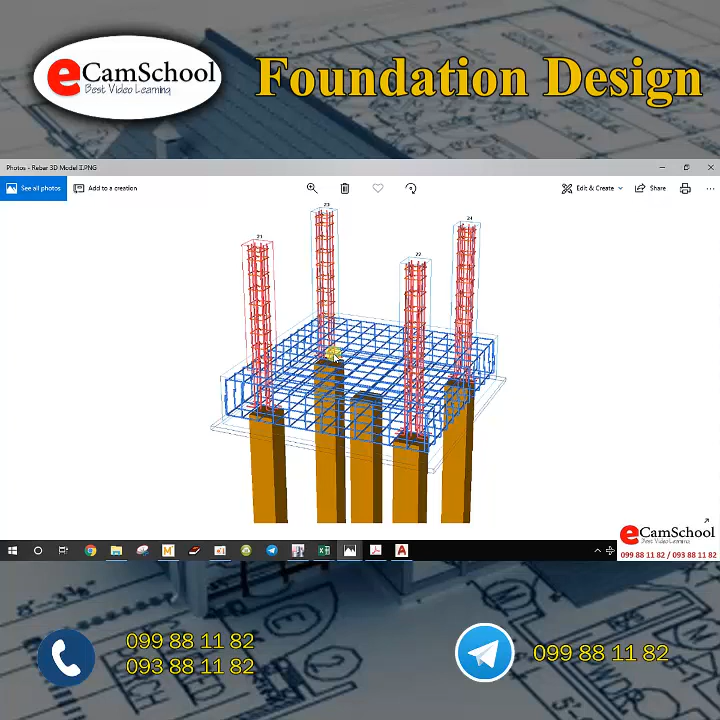 eCamSchool
Best Video Learning
Foundation Design
Photos - Rebar 3D Model II.PNG
See all photos
Add to a creation
Edit & Create
Share
21
23
22
24
eCamSchool
Best Video Learning
099 88 11 82 / 093 88 11 82
099 88 11 82
093 88 11 82
099 88 11 82